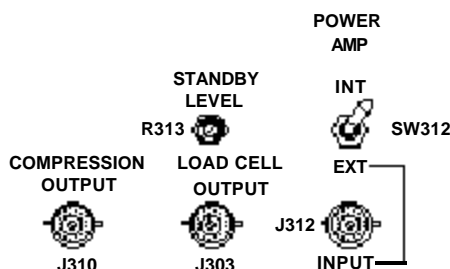 POWER
AMP
STANDBY
LEVEL
INT
R313
SW312
COMPRESSION
OUTPUT
LOAD CELL
OUTPUT
EXT
J312
J310
J303
INPUT